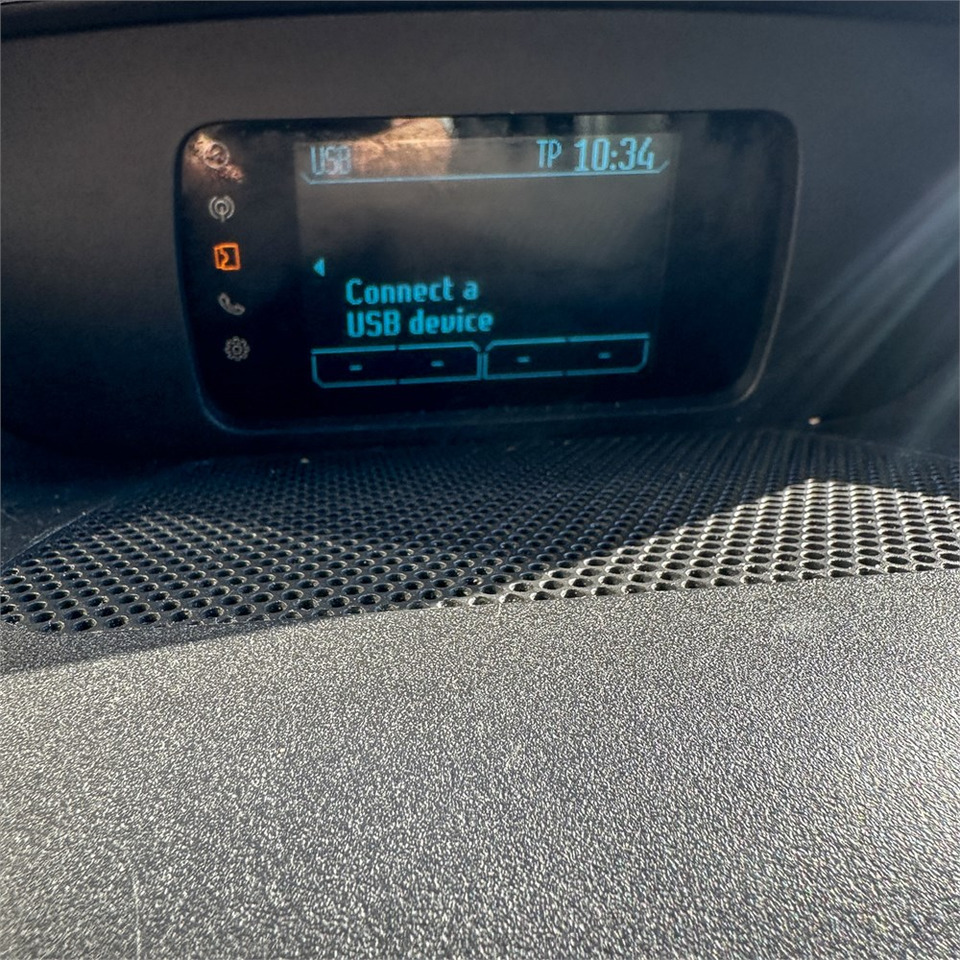 USB TP 10:34
Connect a
USB device